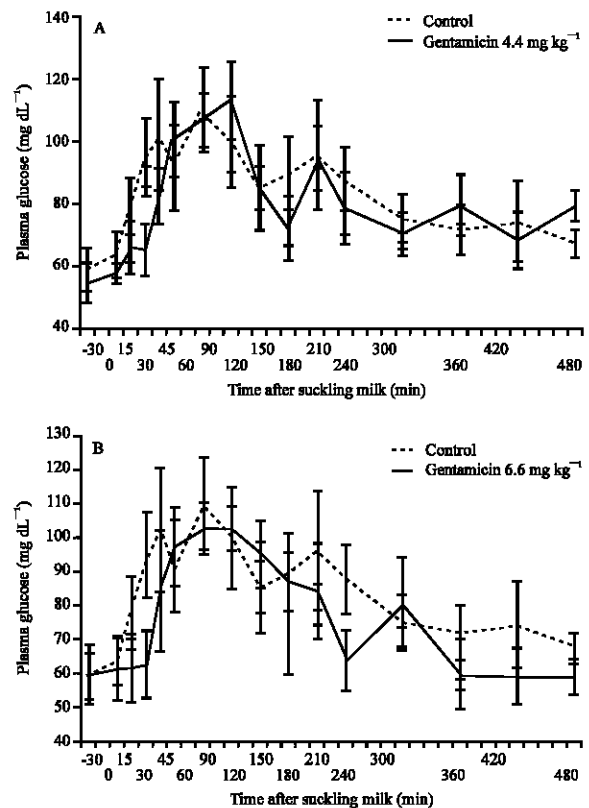 A
Control
Gentamicin 4.4 mg kg⁻¹
Plasma glucose (mg dL⁻¹)
140
120
100
80
60
40
-30 15 45 90 150 210 300 420
0 30 60 120 180 240 360 480
Time after suckling milk (min)
B
Control
Gentamicin 6.6 mg kg⁻¹
Plasma glucose (mg dL⁻¹)
130
120
110
100
90
80
70
60
50
40
-30 15 45 90 150 210 300 420
0 30 60 120 180 240 360 480
Time after suckling milk (min)